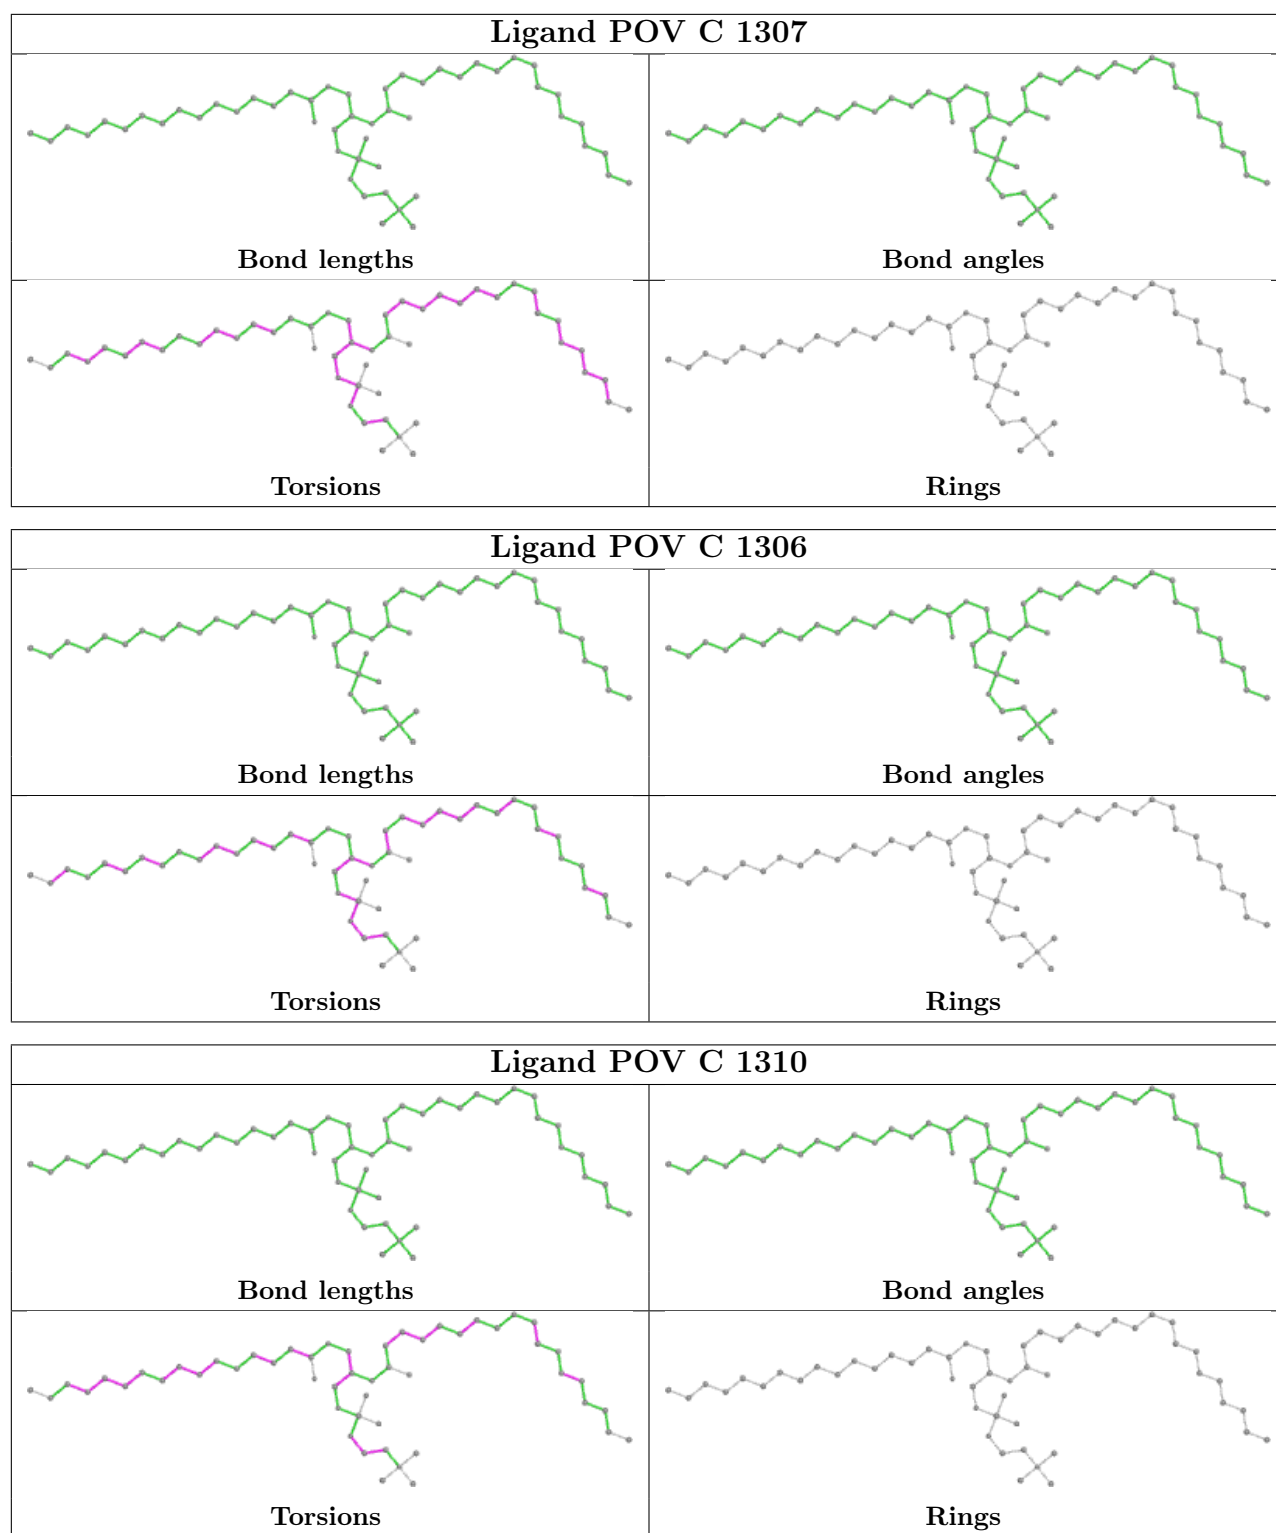 Ligand POV C 1307
Bond lengths
Bond angles
Torsions
Rings
Ligand POV C 1306
Bond lengths
Bond angles
Torsions
Rings
Ligand POV C 1310
Bond lengths
Bond angles
Torsions
Rings